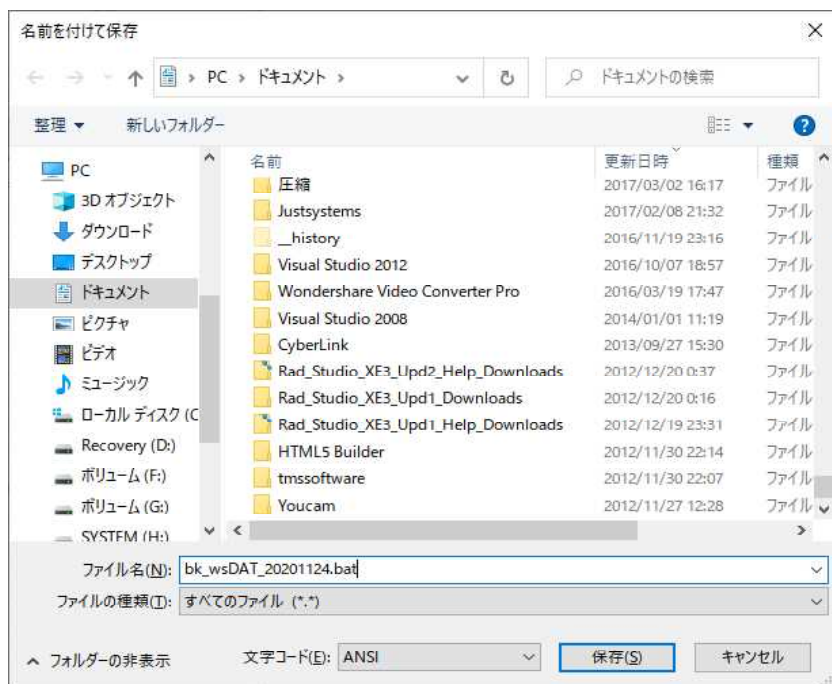 名前を付けて保存
PC › ドキュメント ›
ドキュメントの検索
整理
新しいフォルダー
PC
3D オブジェクト
ダウンロード
デスクトップ
ドキュメント
ピクチャ
ビデオ
ミュージック
ローカル ディスク (C
Recovery (D:)
ボリューム (F:)
ボリューム (G:)
SYSTEM (H:)
名前 更新日時 種類
圧縮 2017/03/02 16:17 ファイル
Justsystems 2017/02/08 21:32 ファイル
__history 2016/11/19 23:16 ファイル
Visual Studio 2012 2016/10/07 18:57 ファイル
Wondershare Video Converter Pro 2016/03/19 17:47 ファイル
Visual Studio 2008 2014/01/01 11:19 ファイル
CyberLink 2013/09/27 15:30 ファイル
Rad_Studio_XE3_Upd2_Help_Downloads 2012/12/20 0:37 ファイル
Rad_Studio_XE3_Upd1_Downloads 2012/12/20 0:16 ファイル
Rad_Studio_XE3_Upd1_Help_Downloads 2012/12/19 23:31 ファイル
HTML5 Builder 2012/11/30 22:14 ファイル
tmssoftware 2012/11/30 22:07 ファイル
Youcam 2012/11/27 12:28 ファイル
ファイル名(N): bk_wsDAT_20201124.bat
ファイルの種類(T): すべてのファイル (*.*)
フォルダーの非表示
文字コード(E): ANSI
保存(S)
キャンセル